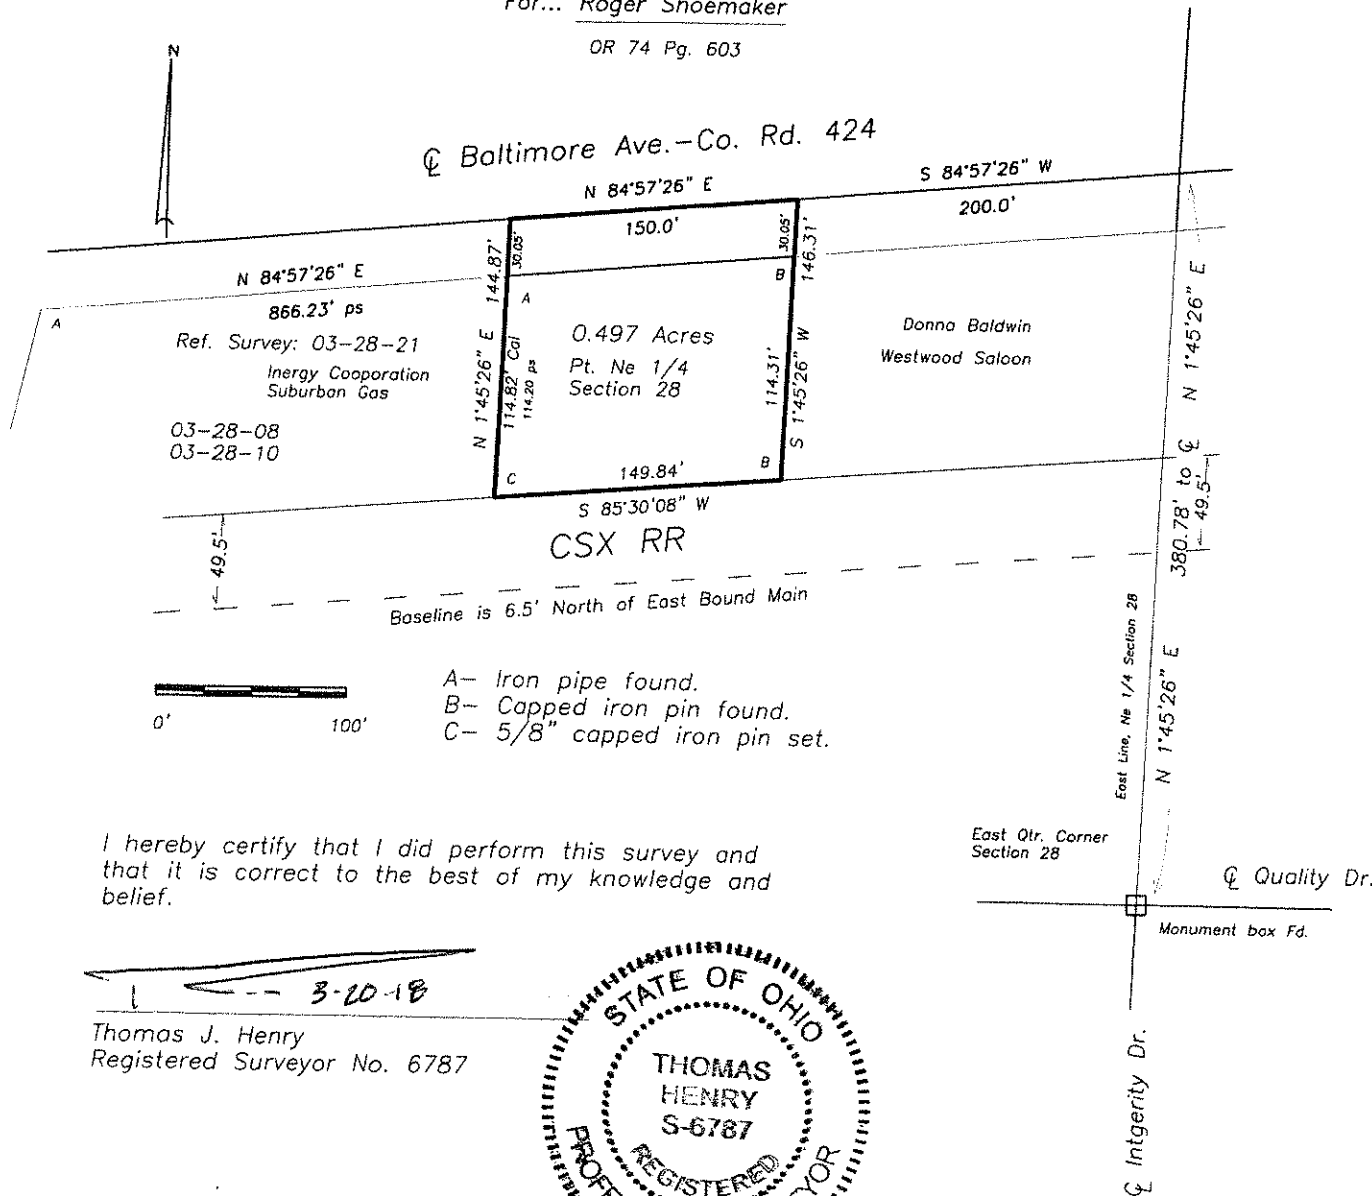 For... Roger Shoemaker
OR 74 Pg. 603
N
℄ Baltimore Ave.-Co. Rd. 424
N 84°57'26" E
S 84°57'26" W
150.0'
200.0'
N 84°57'26" E
866.23' ps
A
Ref. Survey: 03-28-21
Inergy Cooporation
Suburban Gas
03-28-08
03-28-10
144.87'
30.05'
N 1°45'26" E
114.82' Cal
114.20 ps
A
0.497 Acres
Pt. Ne 1/4
Section 28
30.05'
146.31'
B
114.31'
S 1°45'26" W
Donna Baldwin
Westwood Saloon
N 1°45'26" E
C
149.84'
B
S 85°30'08" W
CSX RR
49.5'
380.78' to ℄
49.5'
Baseline is 6.5' North of East Bound Main
0'
100'
A- Iron pipe found.
B- Capped iron pin found.
C- 5/8" capped iron pin set.
East Line, Ne 1/4 Section 28
N 1°45'26" E
I hereby certify that I did perform this survey and
that it is correct to the best of my knowledge and
belief.
East Qtr. Corner
Section 28
℄ Quality Dr.
Monument box Fd.
3-20-18
Thomas J. Henry
Registered Surveyor No. 6787
STATE OF OHIO
THOMAS
HENRY
S-6787
REGISTERED
℄ Intgerity Dr.